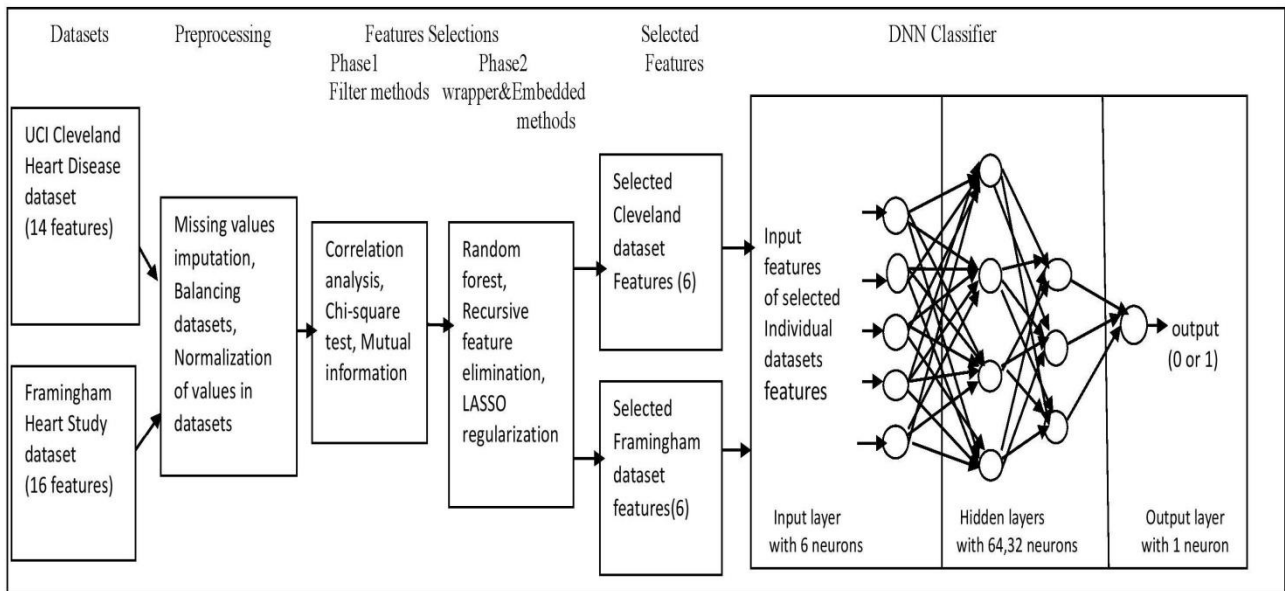 Datasets
Preprocessing
Features Selections
Phase1
Filter methods
Phase2
wrapper&Embedded
methods
Selected
Features
DNN Classifier
UCI Cleveland
Heart Disease
dataset
(14 features)
Framingham
Heart Study
dataset
(16 features)
Missing values
imputation,
Balancing
datasets,
Normalization
of values in
datasets
Correlation
analysis,
Chi-square
test, Mutual
information
Random
forest,
Recursive
feature
elimination,
LASSO
regularization
Selected
Cleveland
dataset
Features (6)
Selected
Framingham
dataset
features(6)
Input
features
of selected
Individual
datasets
features
Input layer
with 6 neurons
Hidden layers
with 64,32 neurons
output
(0 or 1)
Output layer
with 1 neuron